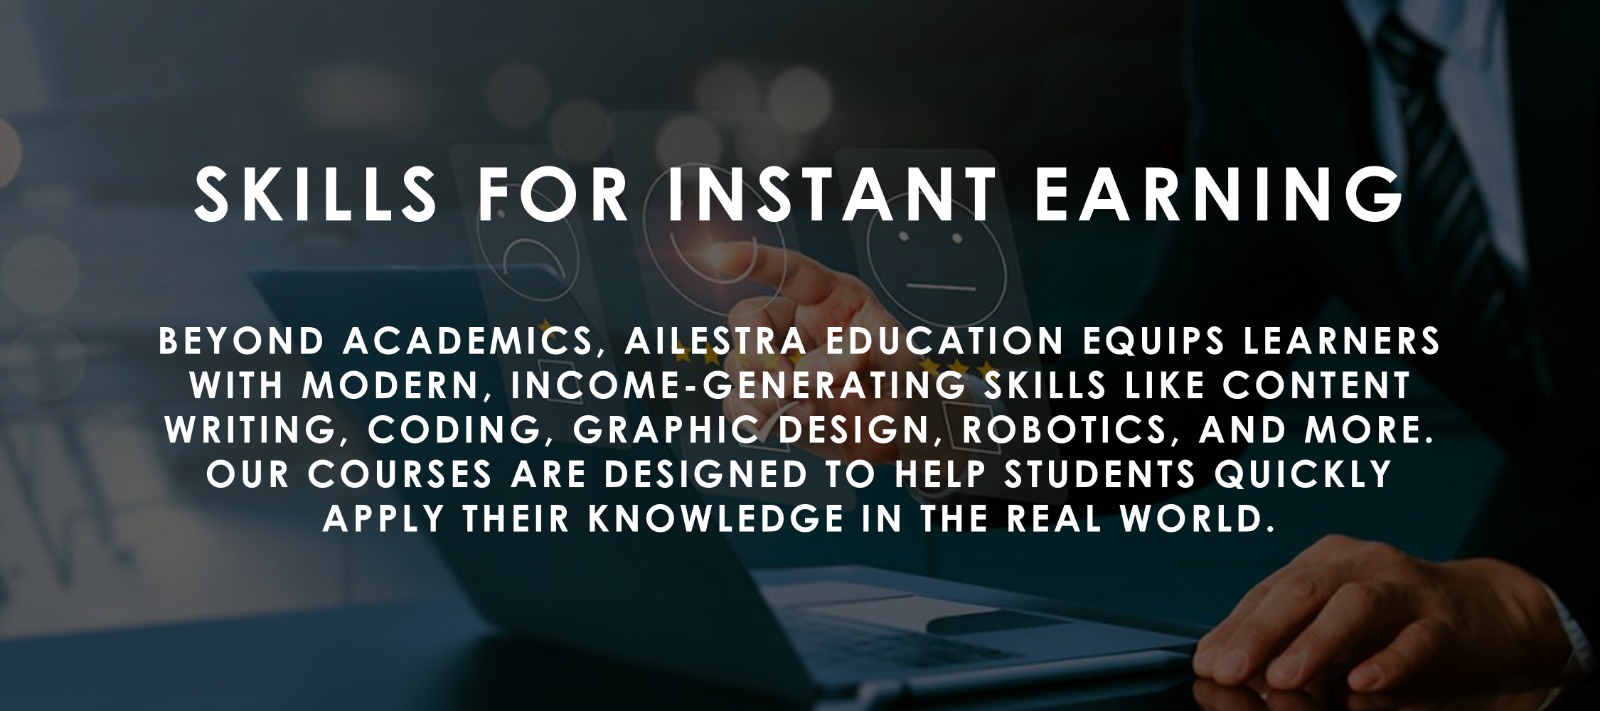 SKILLS FOR INSTANT EARNING
BEYOND ACADEMICS, AILESTRA EDUCATION EQUIPS LEARNERS
WITH MODERN, INCOME-GENERATING SKILLS LIKE CONTENT
WRITING, CODING, GRAPHIC DESIGN, ROBOTICS, AND MORE.
OUR COURSES ARE DESIGNED TO HELP STUDENTS QUICKLY
APPLY THEIR KNOWLEDGE IN THE REAL WORLD.